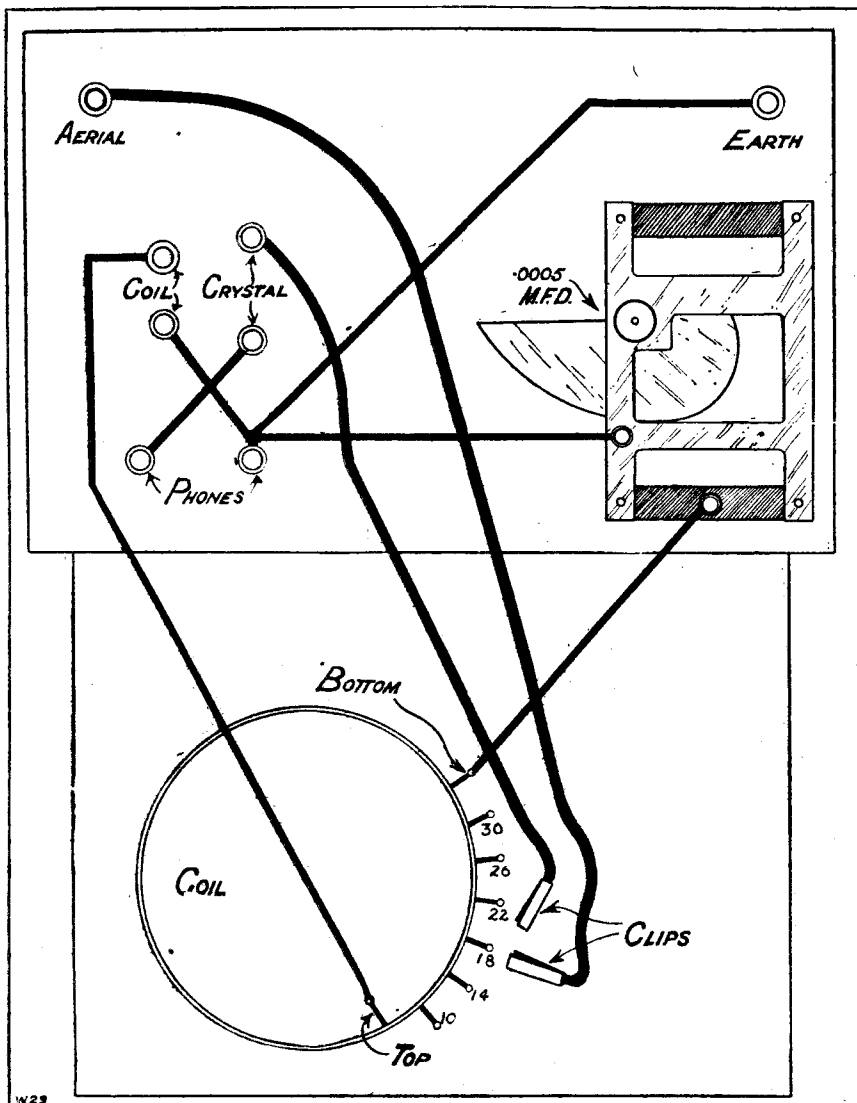 AERIAL
EARTH
COIL
CRYSTAL
.0005
M.F.D.
PHONES
BOTTOM
30
26
22
18
14
10
COIL
CLIPS
TOP
W29